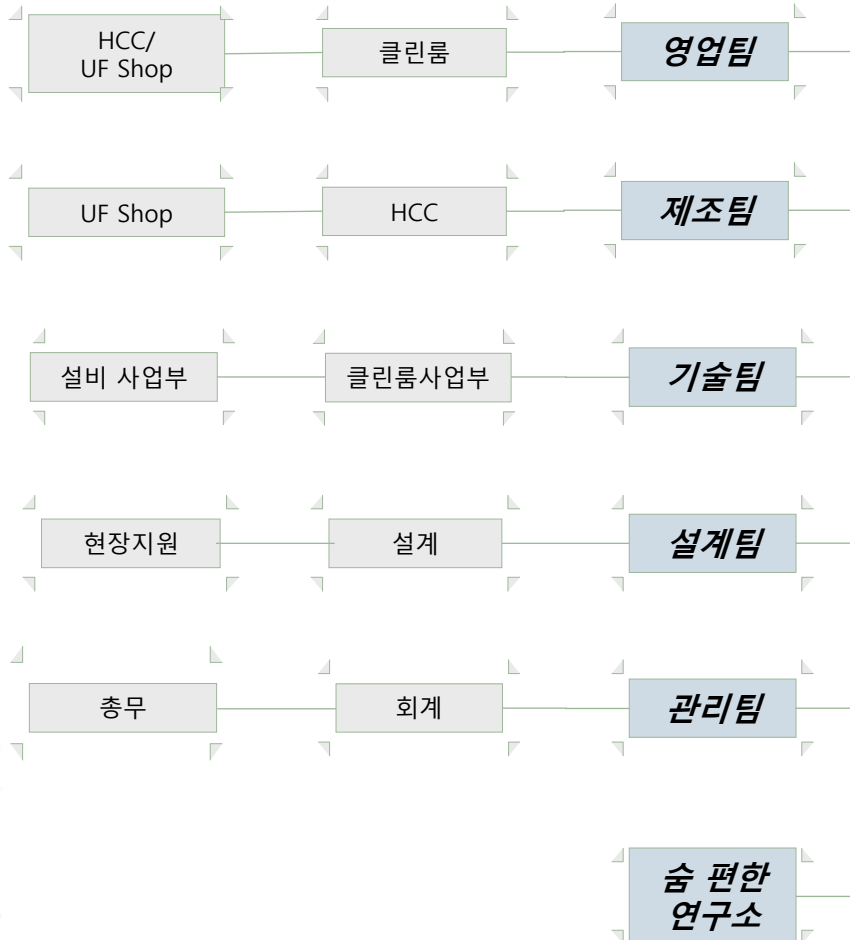 HCC/
UF Shop
클린룸
영업팀
UF Shop
HCC
제조팀
설비 사업부
클린룸사업부
기술팀
현장지원
설계
설계팀
총무
회계
관리팀
숨 편한
연구소